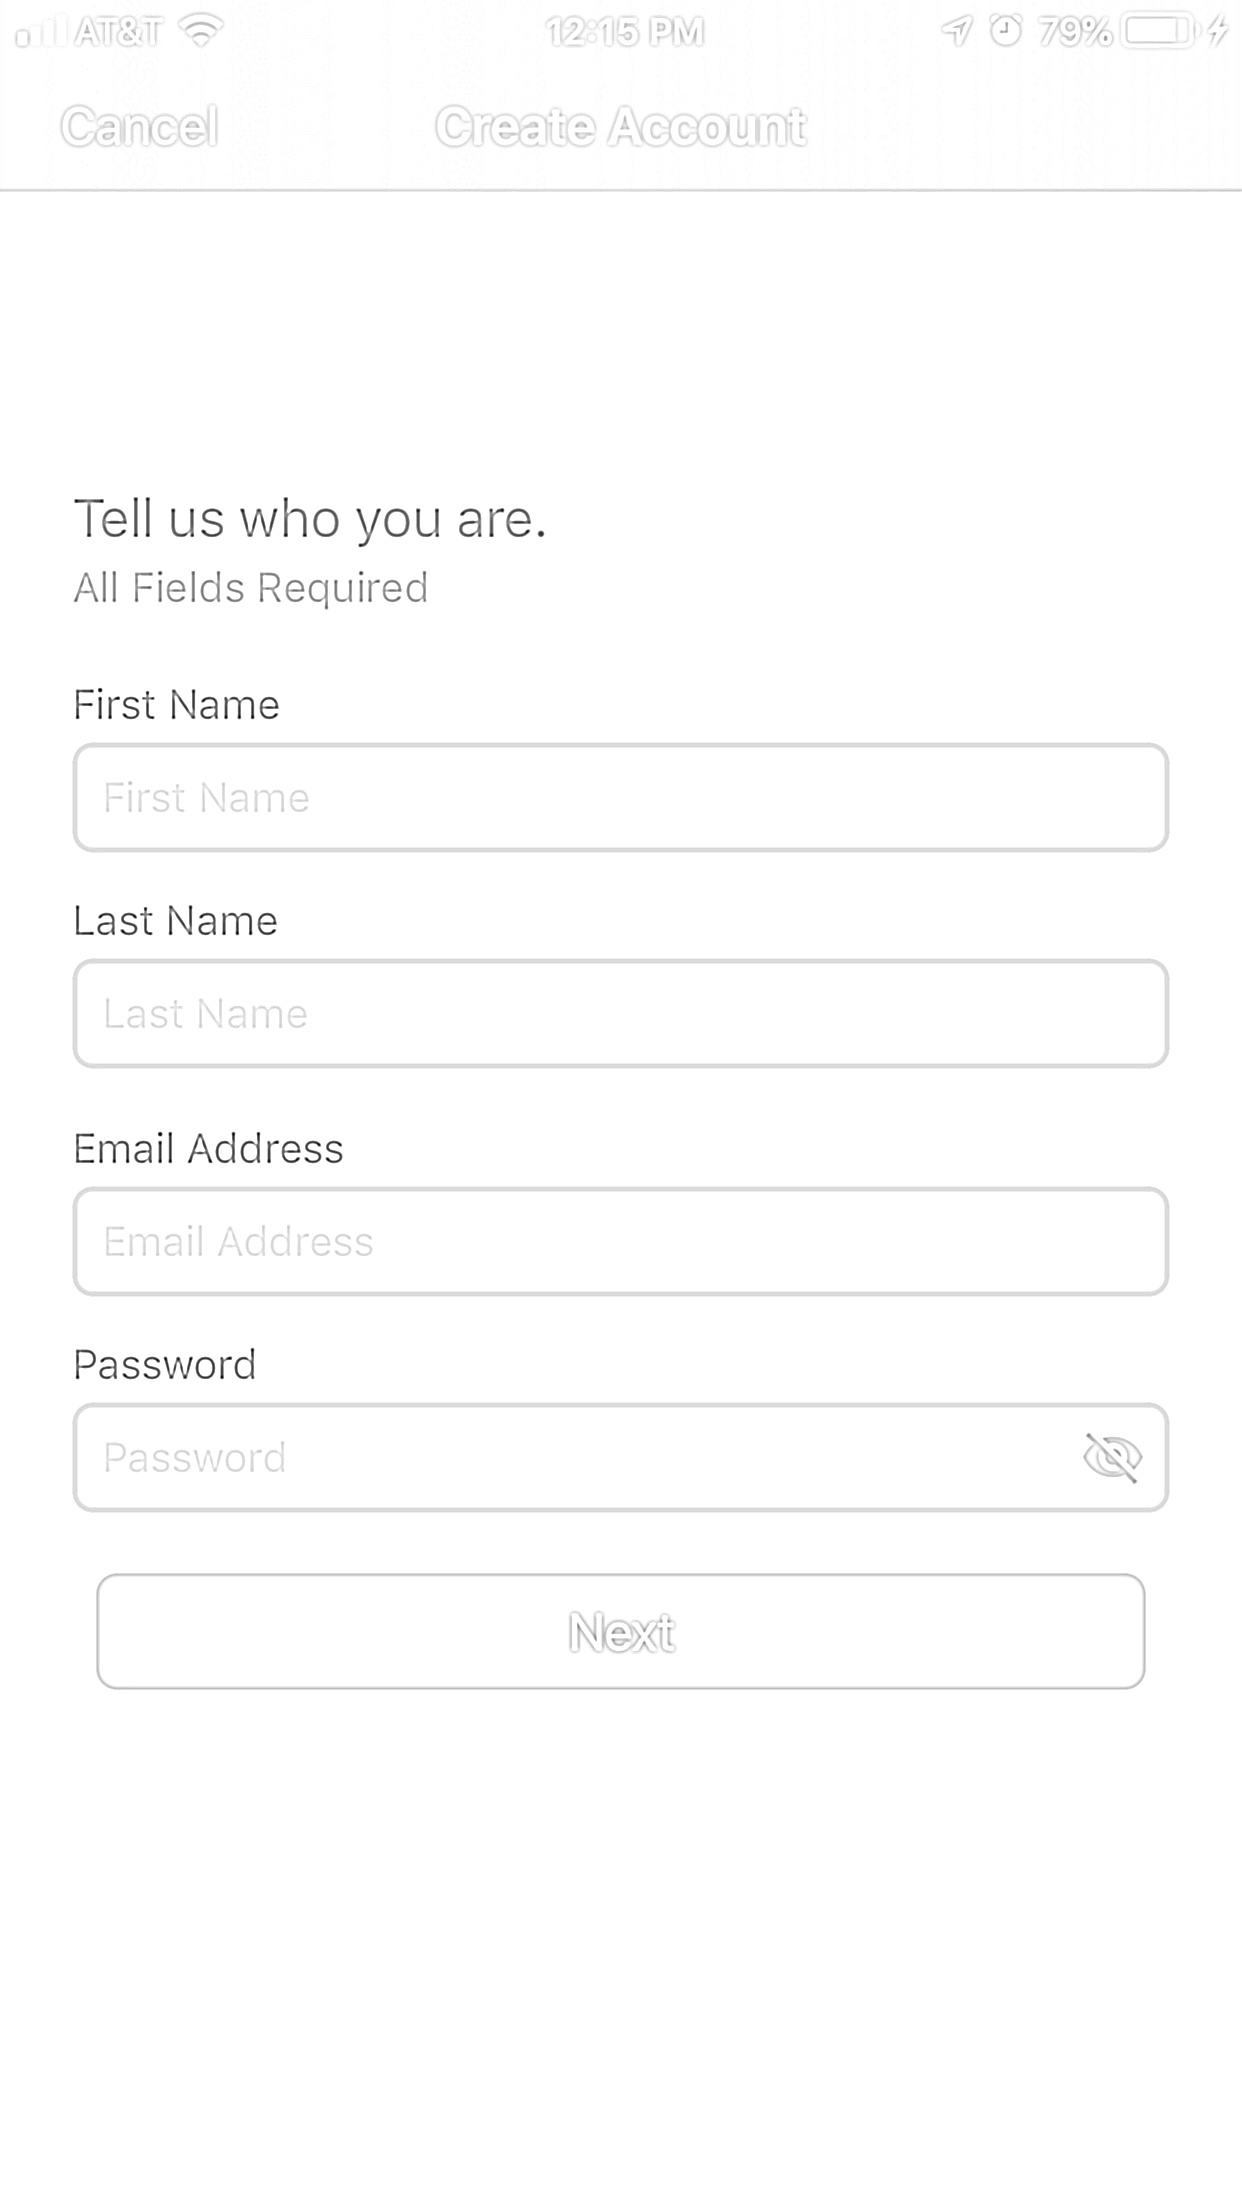 AT&T 12:15 PM 79%
Cancel Create Account
Tell us who you are.
All Fields Required
First Name
First Name
Last Name
Last Name
Email Address
Email Address
Password
Password
Next